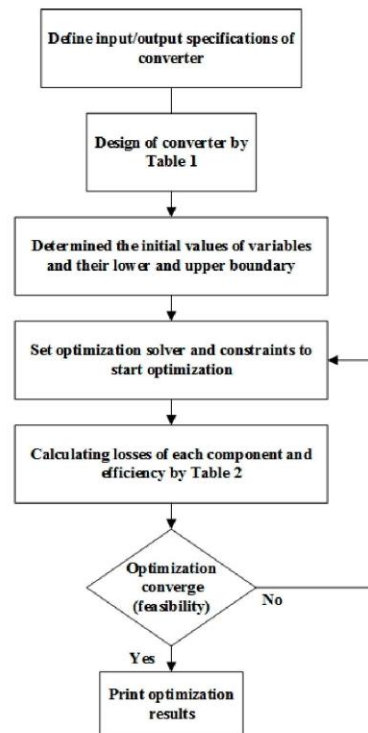 Define input/output specifications of
converter
Design of converter by
Table 1
Determined the initial values of variables
and their lower and upper boundary
Set optimization solver and constraints to
start optimization
Calculating losses of each component and
efficiency by Table 2
Optimization
converge
(feasibility)
No
Yes
Print optimization
results